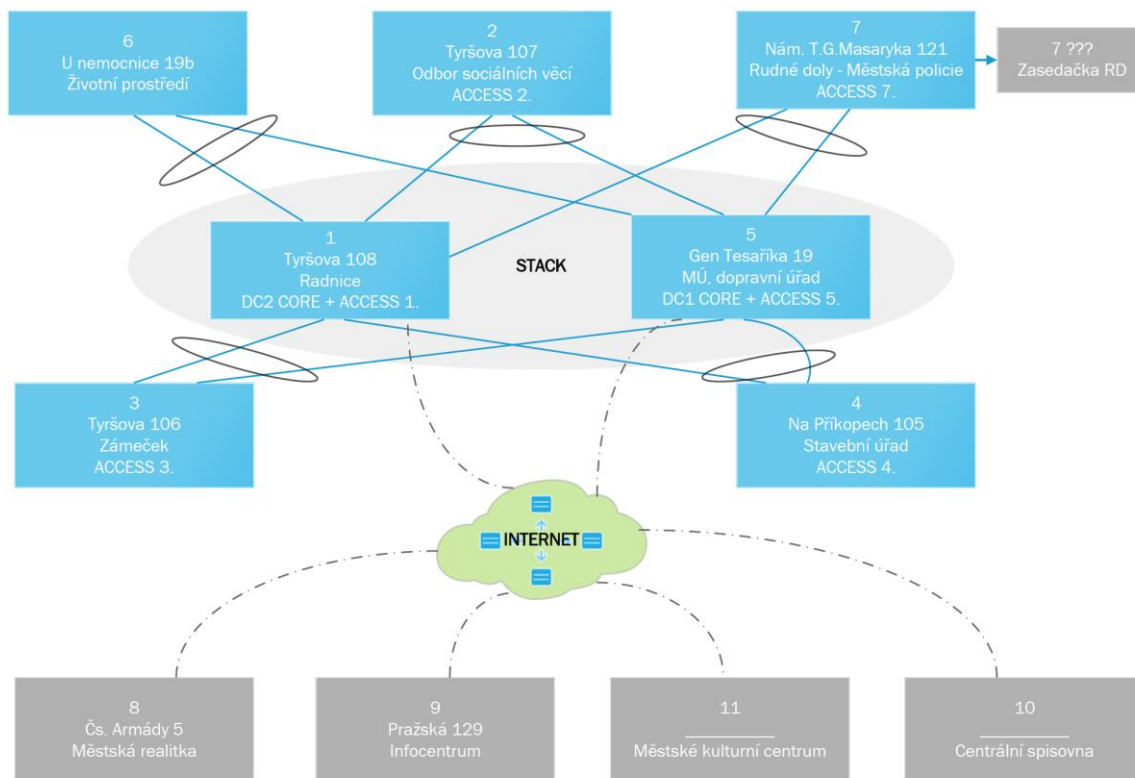 6
U nemocnice 19b
Životní prostředí
2
Tyršova 107
Odbor sociálních věcí
ACCESS 2.
7
Nám. T.G.Masaryka 121
Rudné doly - Městská policie
ACCESS 7.
7 ???
Zasedačka RD
1
Tyršova 108
Radnice
DC2 CORE + ACCESS 1.
STACK
5
Gen Tesaříka 19
MÚ, dopravní úřad
DC1 CORE + ACCESS 5.
3
Tyršova 106
Zámeček
ACCESS 3.
4
Na Příkopech 105
Stavební úřad
ACCESS 4.
INTERNET
8
Čs. Armády 5
Městská realitka
9
Pražská 129
Infocentrum
11
Městské kulturní centrum
10
Centrální spisovna